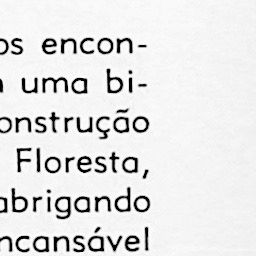 os encon-
uma bi-
onstrução
Floresta,
abrigando
ncansável